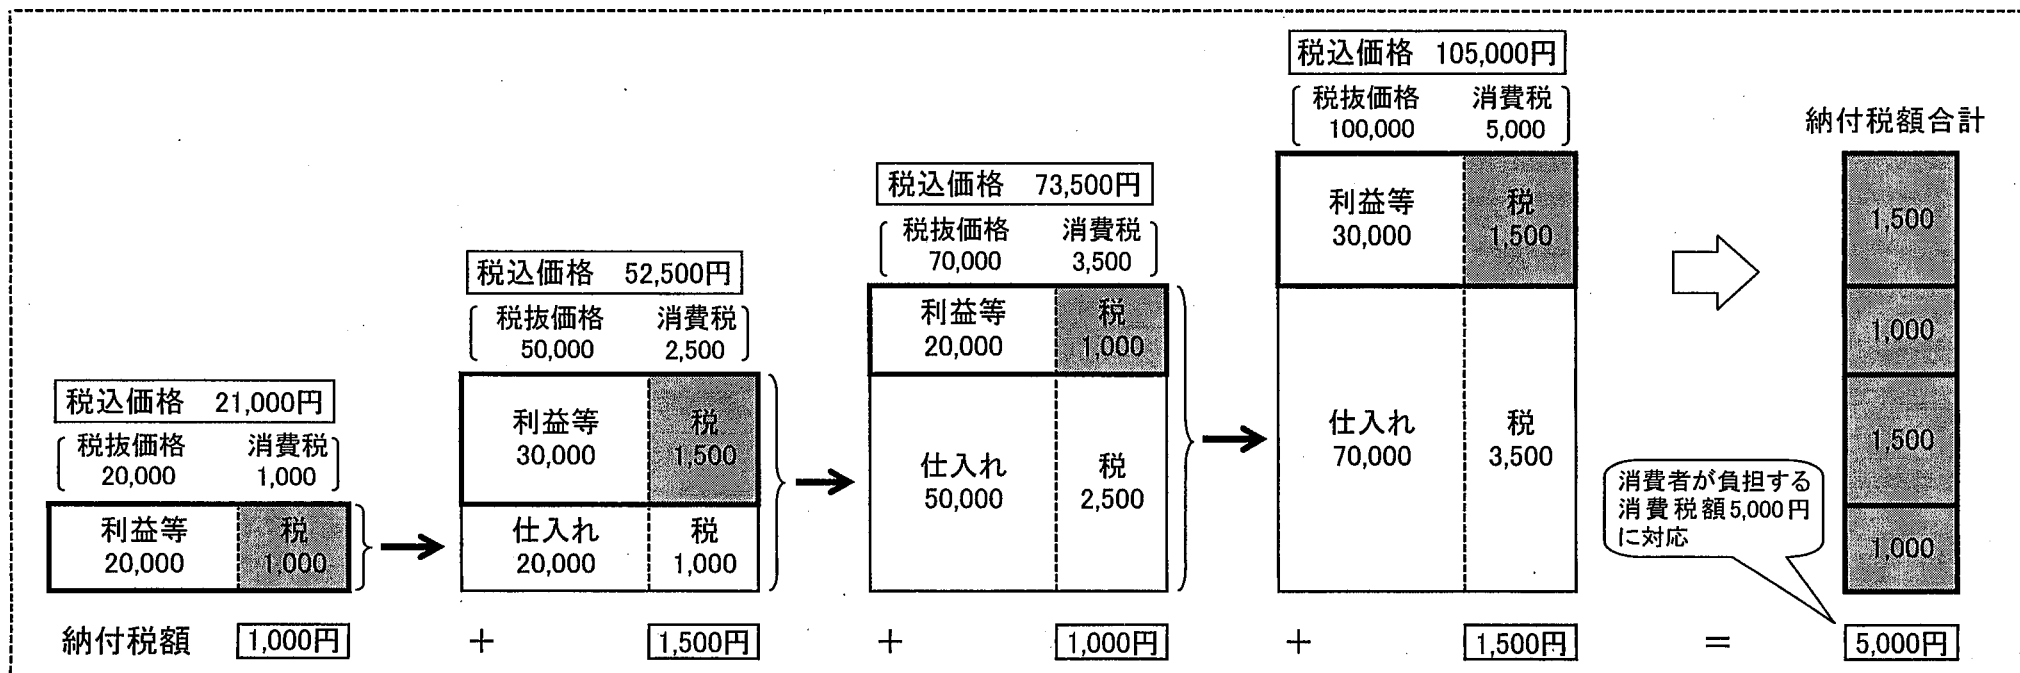 税込価格 21,000円
税抜価格 消費税
20,000 1,000
利益等 税
20,000 1,000
税込価格 52,500円
税抜価格 消費税
50,000 2,500
利益等 税
30,000 1,500
仕入れ 税
20,000 1,000
税込価格 73,500円
税抜価格 消費税
70,000 3,500
利益等 税
20,000 1,000
仕入れ 税
50,000 2,500
税込価格 105,000円
税抜価格 消費税
100,000 5,000
利益等 税
30,000 1,500
仕入れ 税
70,000 3,500
納付税額合計
1,500
1,000
1,500
1,000
消費者が負担する
消費税額5,000円
に対応
納付税額 1,000円 + 1,500円 + 1,000円 + 1,500円 = 5,000円